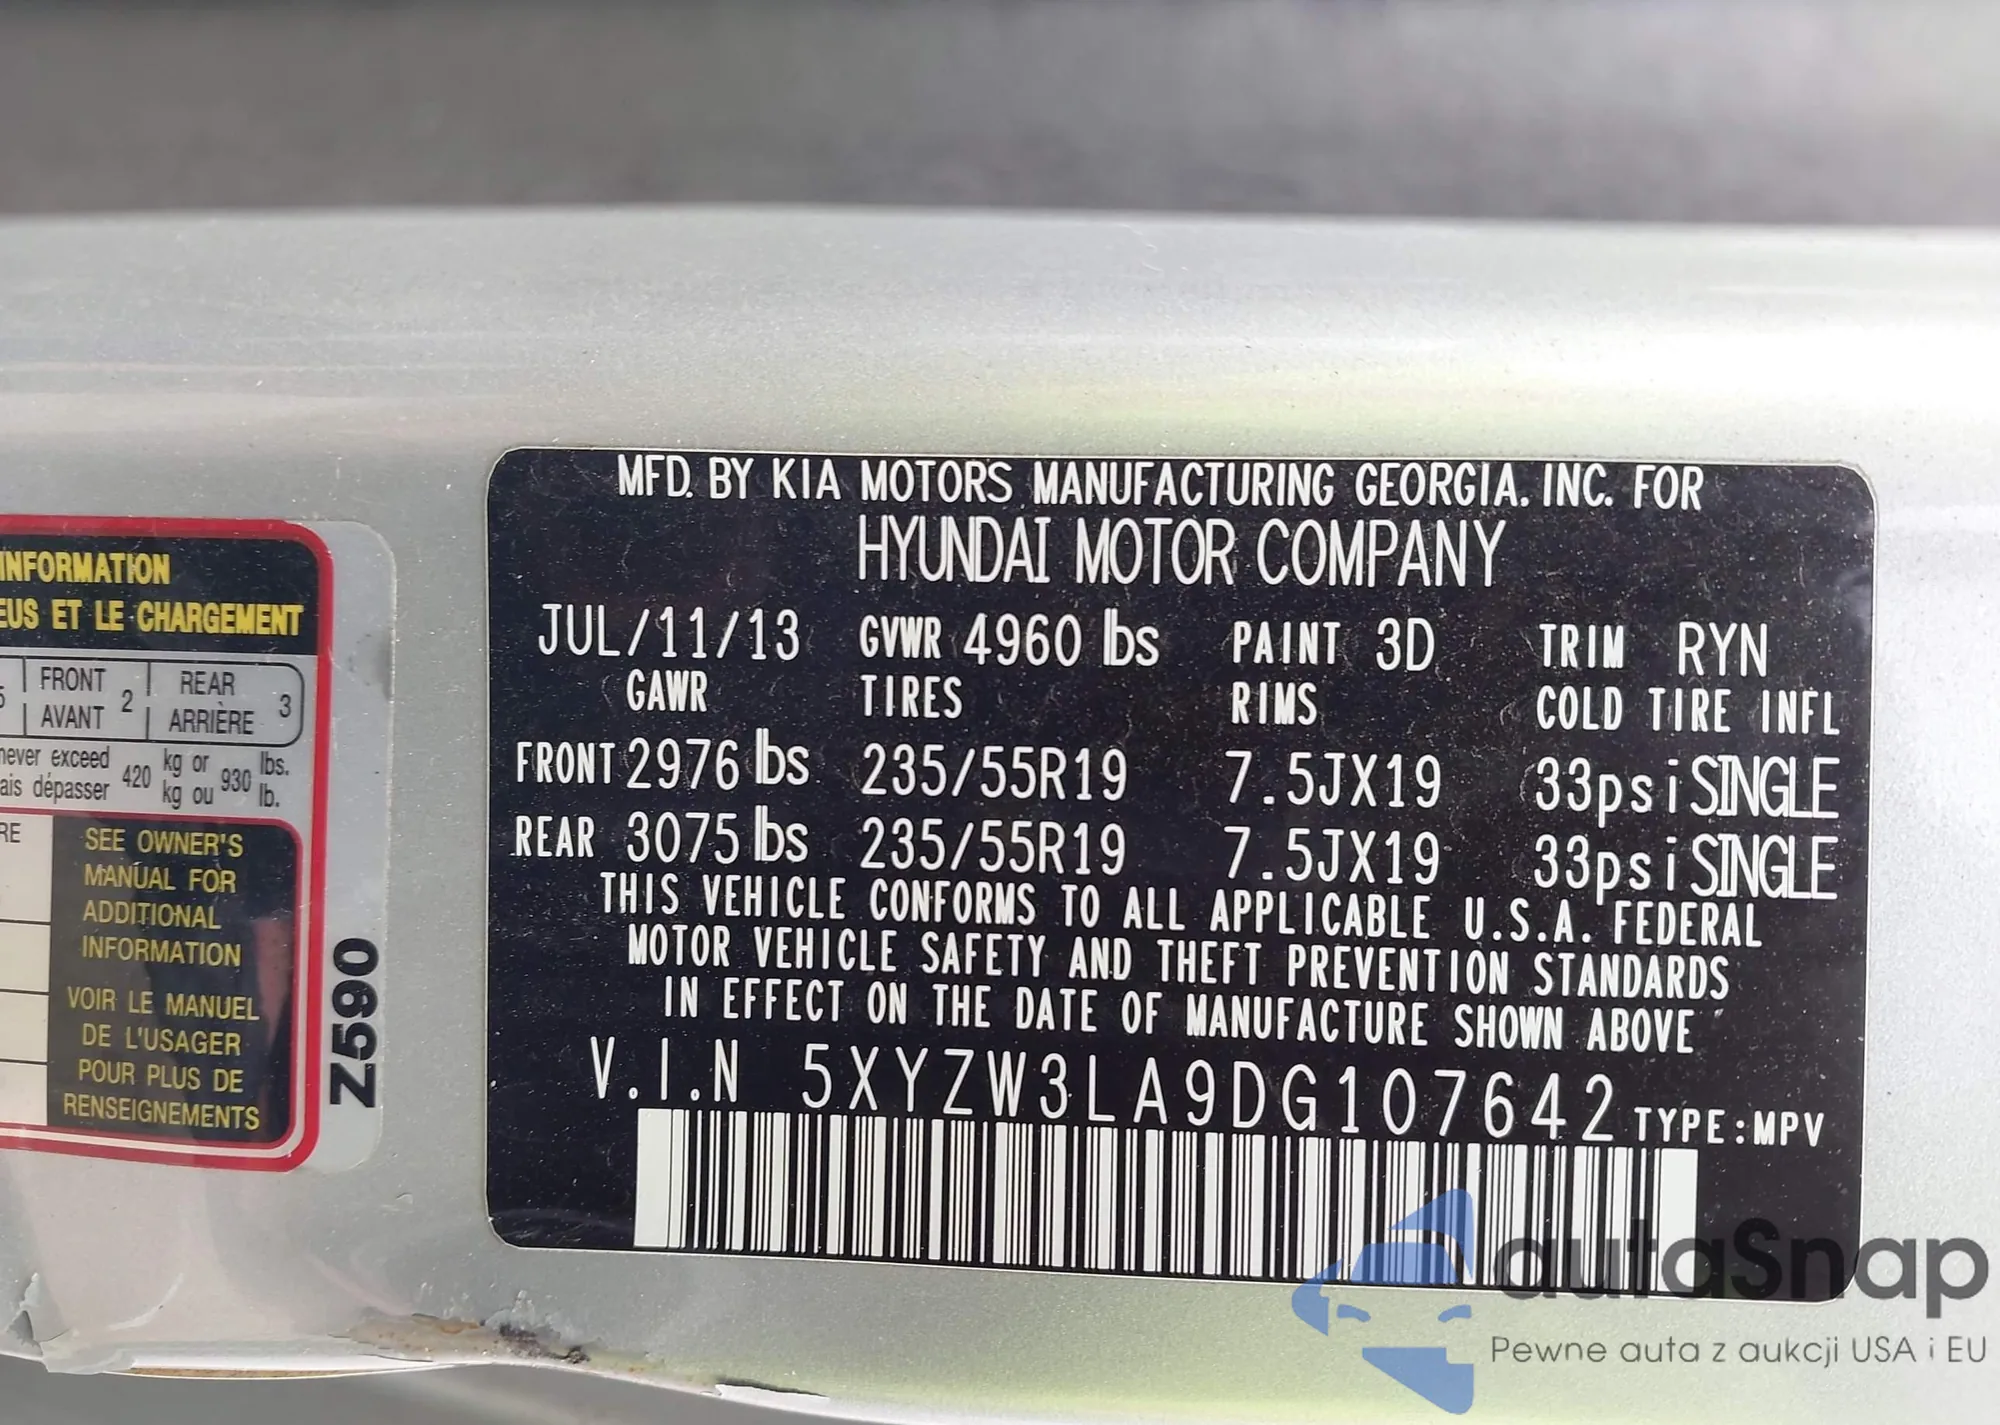 INFORMATION
EUS ET LE CHARGEMENT
5 FRONT AVANT 2 REAR ARRIÈRE 3
never exceed 420 kg or 930 lbs.
ais dépasser kg ou lb.
RE
SEE OWNER'S
MANUAL FOR
ADDITIONAL
INFORMATION
VOIR LE MANUEL
DE L'USAGER
POUR PLUS DE
RENSEIGNEMENTS
Z590
MFD. BY KIA MOTORS MANUFACTURING GEORGIA. INC. FOR
HYUNDAI MOTOR COMPANY
JUL/11/13 GVWR 4960 lbs PAINT 3D TRIM RYN
GAWR TIRES RIMS COLD TIRE INFL
FRONT 2976 lbs 235/55R19 7.5JX19 33psi SINGLE
REAR 3075 lbs 235/55R19 7.5JX19 33psi SINGLE
THIS VEHICLE CONFORMS TO ALL APPLICABLE U.S.A. FEDERAL
MOTOR VEHICLE SAFETY AND THEFT PREVENTION STANDARDS
IN EFFECT ON THE DATE OF MANUFACTURE SHOWN ABOVE
V.I.N 5XYZW3LA9DG107642 TYPE:MPV
autaSnap
Pewne auta z aukcji USA i EU